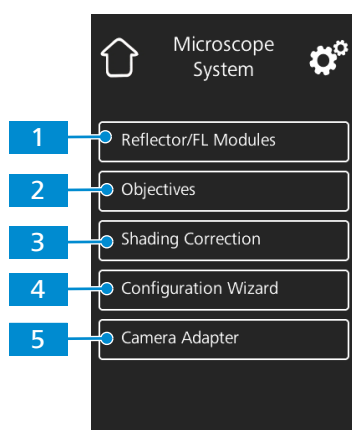 Microscope
System
1
Reflector/FL Modules
2
Objectives
3
Shading Correction
4
Configuration Wizard
5
Camera Adapter